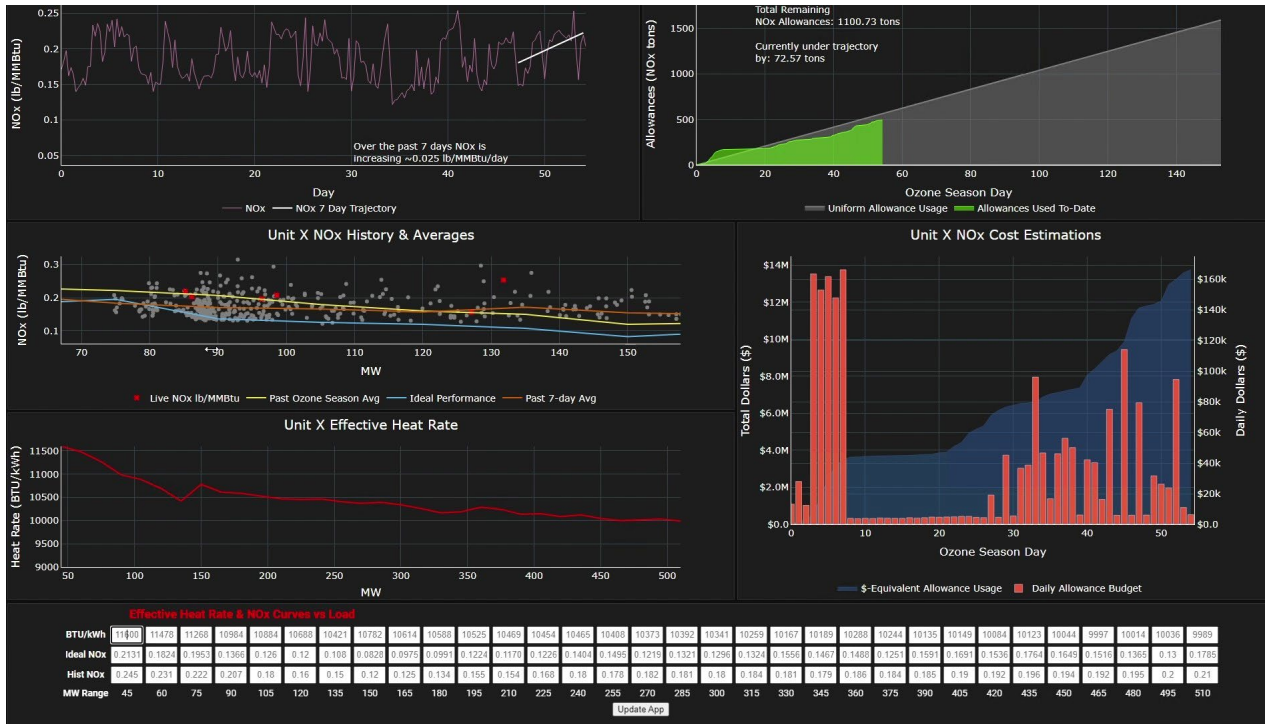 0.25
0.2
0.15
0.1
0.05
NOx (lb/MMBtu)
Over the past 7 days NOx is
increasing ~0.025 lb/MMBtu/day
0 10 20 30 40 50
Day
NOx NOx 7 Day Trajectory
Total Remaining
NOx Allowances: 1100.73 tons
Currently under trajectory
by: 72.57 tons
1500
1000
500
0
Allowances (NOx tons)
0 20 40 60 80 100 120 140
Ozone Season Day
Uniform Allowance Usage Allowances Used To-Date
Unit X NOx History & Averages
0.3
0.2
0.1
NOx (lb/MMBtu)
70 80 90 100 110 120 130 140 150
MW
Live NOx lb/MMBtu Past Ozone Season Avg Ideal Performance Past 7-day Avg
Unit X Effective Heat Rate
11500
11000
10500
10000
9500
9000
Heat Rate (BTU/kWh)
50 100 150 200 250 300 350 400 450 500
MW
Unit X NOx Cost Estimations
$14M
$12M
$10M
$8.0M
$6.0M
$4.0M
$2.0M
$0.0
Total Dollars ($)
$160k
$140k
$120k
$100k
$80k
$60k
$40k
$20k
$0.0
Daily Dollars ($)
0 10 20 30 40 50
Ozone Season Day
$-Equivalent Allowance Usage Daily Allowance Budget
Effective Heat Rate & NOx Curves vs Load
BTU/kWh 11600 11478 11268 10984 10884 10688 10421 10782 10614 10588 10525 10469 10454 10465 10408 10373 10392 10341 10259 10167 10189 10288 10244 10135 10149 10084 10123 10044 9997 10014 10036 9989
Ideal NOx 0.2131 0.1824 0.1953 0.1366 0.126 0.12 0.108 0.0828 0.0975 0.0991 0.1224 0.1170 0.1226 0.1404 0.1495 0.1219 0.1321 0.1296 0.1324 0.1556 0.1467 0.1488 0.1251 0.1591 0.1691 0.1536 0.1764 0.1649 0.1516 0.1365 0.13 0.1785
Hist NOx 0.245 0.231 0.222 0.207 0.18 0.16 0.15 0.12 0.125 0.134 0.155 0.154 0.168 0.18 0.178 0.182 0.181 0.18 0.184 0.181 0.179 0.186 0.184 0.185 0.19 0.192 0.196 0.194 0.192 0.195 0.2 0.21
MW Range 45 60 75 90 105 120 135 150 165 180 195 210 225 240 255 270 285 300 315 330 345 360 375 390 405 420 435 450 465 480 495 510
Update App